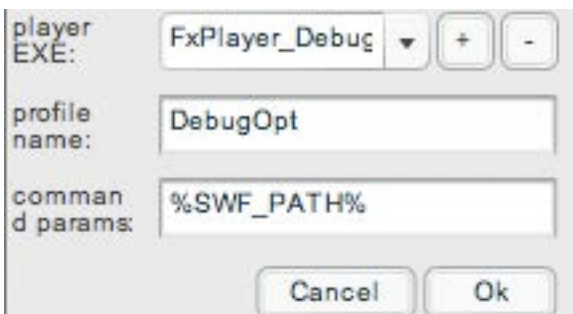 player
EXE:
FxPlayer_Debug
+
-
profile
name:
DebugOpt
comman
d params:
%SWF_PATH%
Cancel
Ok